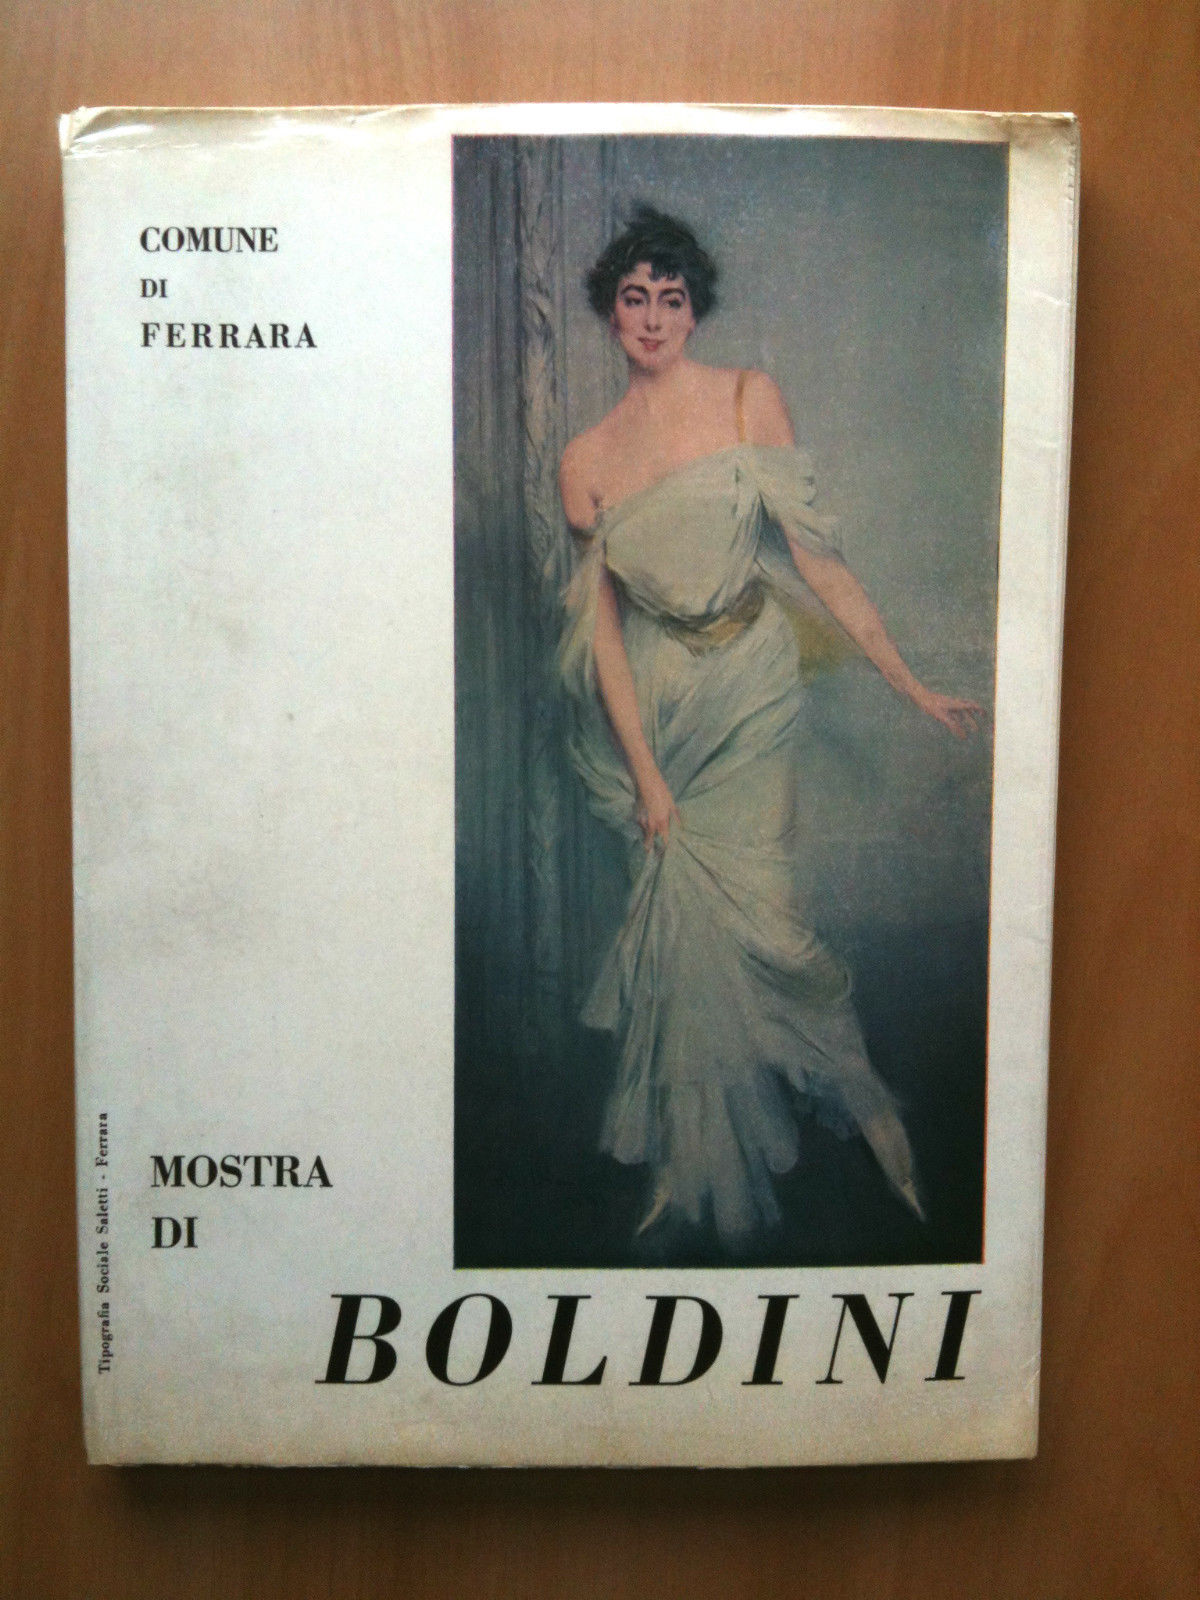 COMUNE
DI
FERRARA
MOSTRA
DI
BOLDINI
Tipografia Sociale Saletti - Ferrara